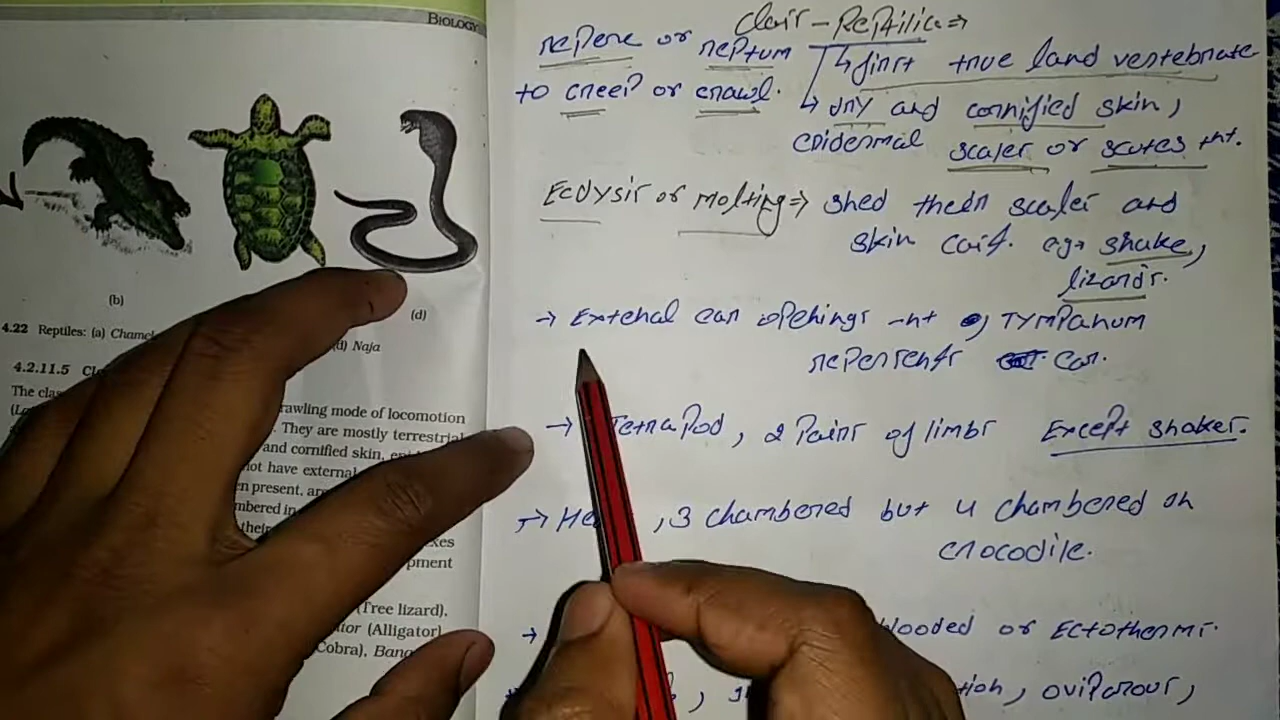 BIOLOGY
(b)
(d)
4.22 Reptiles: (a) Chamel
(d) Naja
4.2.11.5 Cl
The clas
rawling mode of locomotion
They are mostly terrestrial
and cornified skin, ep
not have external
n present, ar
mbered in
their
xes
pment
(Tree lizard),
ator (Alligator)
Cobra), Bang
Class - Reptilia ⇒
repere or reptum
to creep or crawl.
↳ first true land vertebrate
↳ dry and cornified skin,
epidermal scales or scutes
Ecdysis or Molting ⇒ shed their scales and
skin cast. eg → snake,
lizards.
→ External ear openings -nt, Tympanum
represents ear.
→ Tetrapod, 2 Pairs of limbs Except snakes.
→ He , 3 chambered but 4 chambered in
crocodile.
→ blooded or Ectotherms.
tion, oviparous,